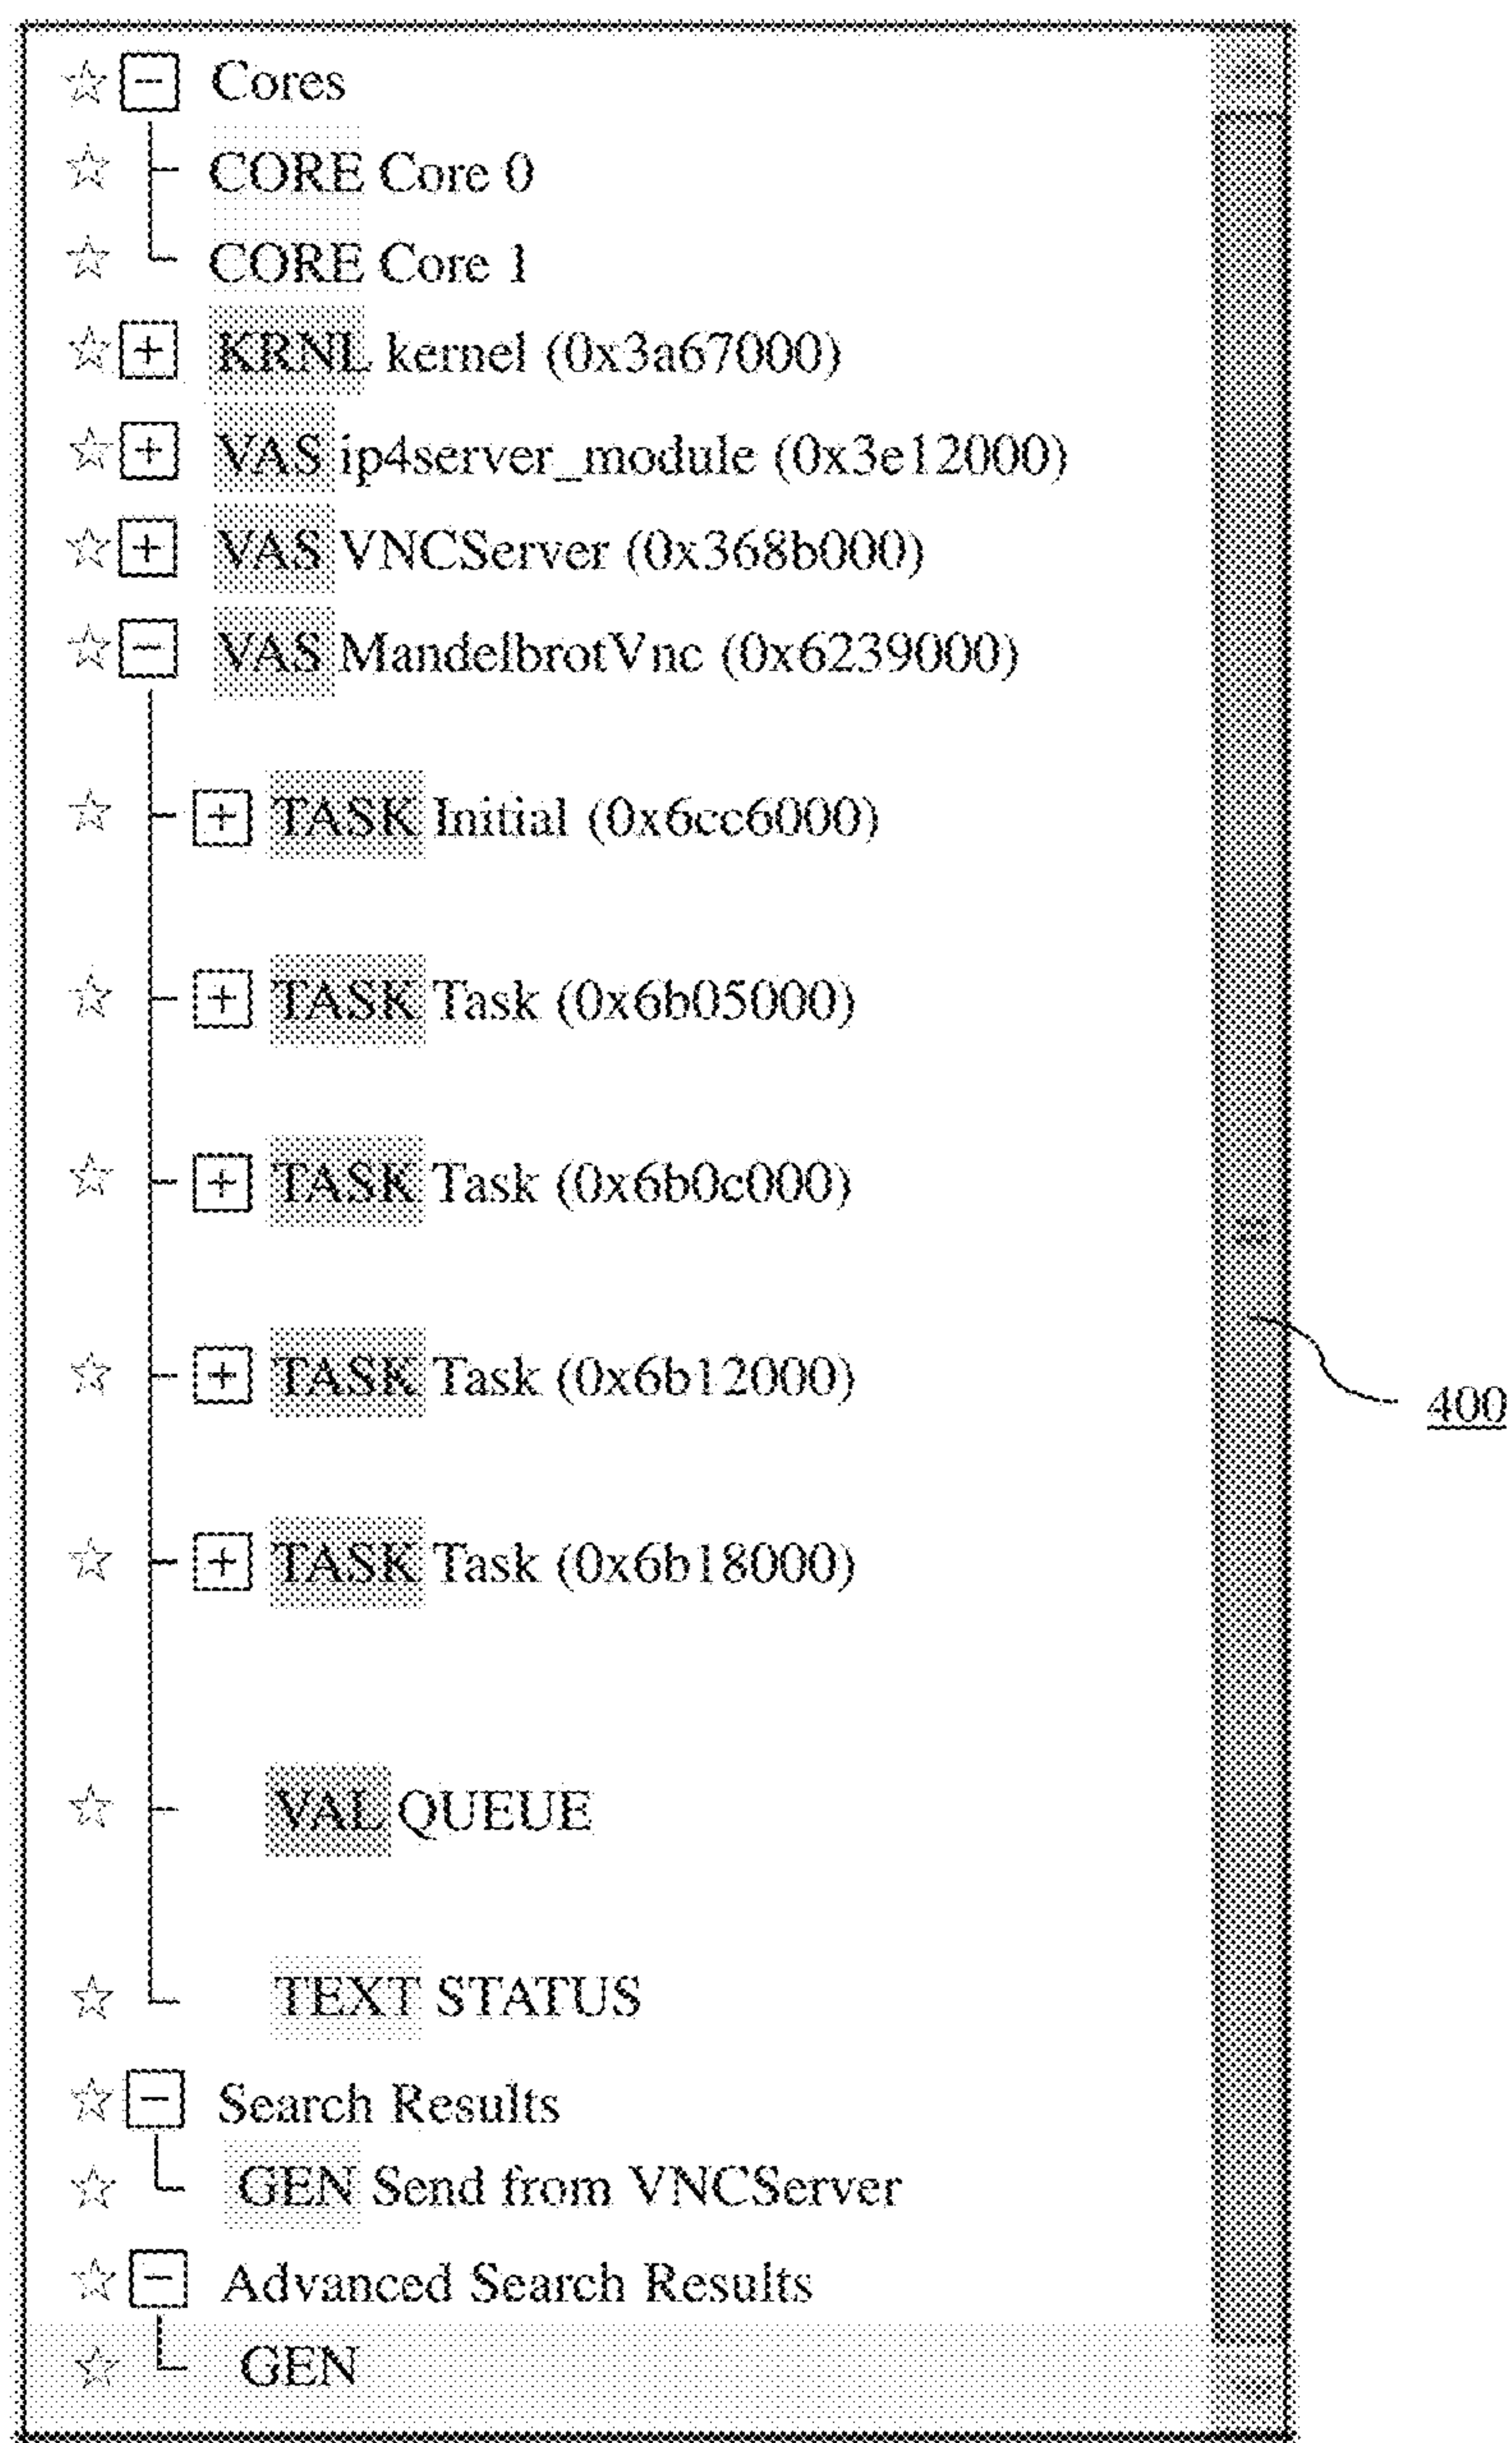 Cores
CORE Core 0
CORE Core 1
KRNL kernel (0x3a67000)
VAS ip4server_module (0x3e12000)
VAS VNCServer (0x368b000)
VAS MandelbrotVnc (0x6239000)
TASK Initial (0x6cc6000)
TASK Task (0x6b05000)
TASK Task (0x6b0c000)
TASK Task (0x6b12000)
400
TASK Task (0x6b18000)
VAL QUEUE
TEXT STATUS
Search Results
GEN Send from VNCServer
Advanced Search Results
GEN